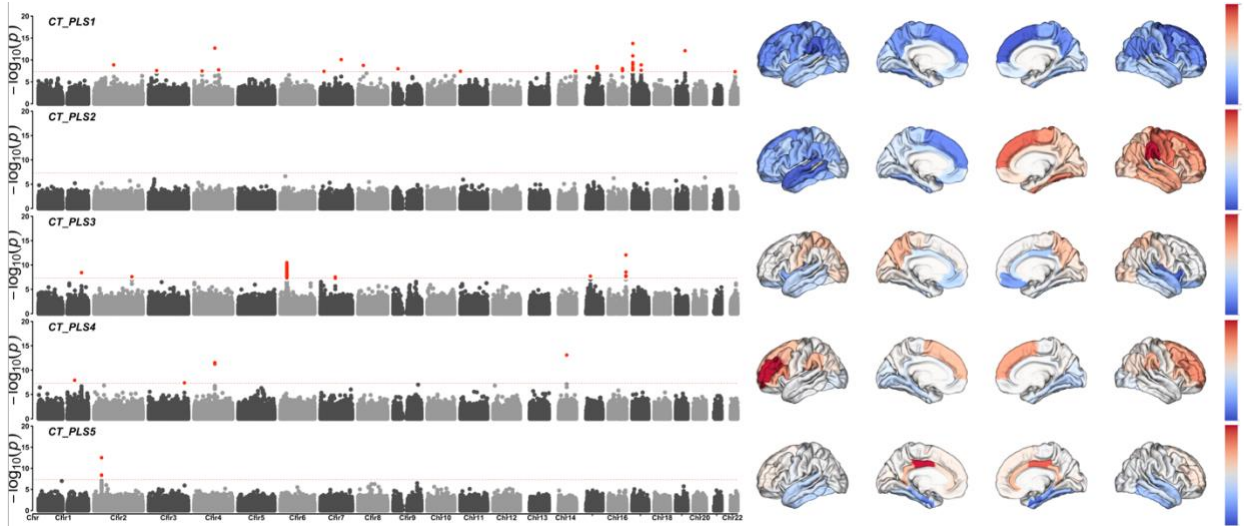 CT_PLS1
−log10(p)
20
15
10
5
0
CT_PLS2
−log10(p)
20
15
10
5
0
CT_PLS3
−log10(p)
20
15
10
5
0
CT_PLS4
−log10(p)
20
15
10
5
0
CT_PLS5
−log10(p)
20
15
10
5
0
Chr Chr1 Chr2 Chr3 Chr4 Chr5 Chr6 Chr7 Chr8 Chr9 Chr10 Chr11 Chr12 Chr13 Chr14 Chr16 Chr18 Chr20 Chr22